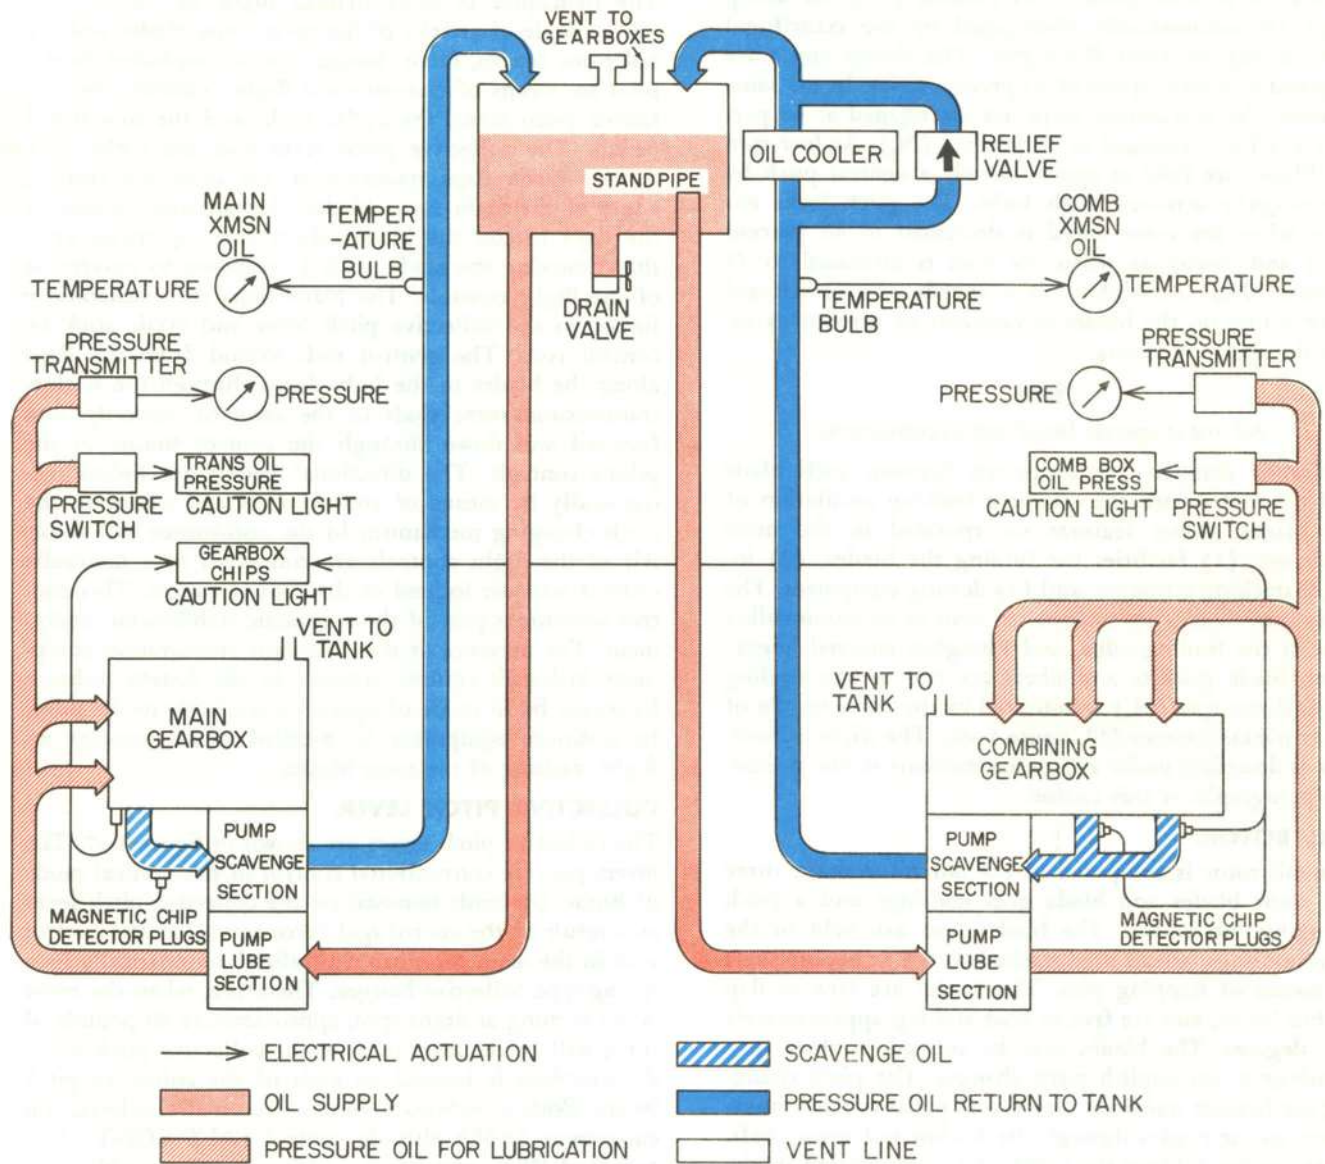 VENT TO
GEARBOXES
STANDPIPE
OIL COOLER
RELIEF
VALVE
DRAIN
VALVE
MAIN
XMSN
OIL
TEMPERATURE
TEMPER
-ATURE
BULB
COMB
XMSN
OIL
TEMPERATURE
TEMPERATURE
BULB
PRESSURE
TRANSMITTER
PRESSURE
PRESSURE
TRANSMITTER
PRESSURE
TRANS OIL
PRESSURE
CAUTION LIGHT
PRESSURE
SWITCH
COMB BOX
OIL PRESS
CAUTION LIGHT
PRESSURE
SWITCH
GEARBOX
CHIPS
CAUTION LIGHT
VENT TO
TANK
MAIN
GEARBOX
VENT TO
TANK
COMBINING
GEARBOX
PUMP
SCAVENGE
SECTION
PUMP
SCAVENGE
SECTION
MAGNETIC CHIP
DETECTOR PLUGS
MAGNETIC CHIP
DETECTOR PLUGS
PUMP
LUBE
SECTION
PUMP
LUBE
SECTION
ELECTRICAL ACTUATION
SCAVENGE OIL
OIL SUPPLY
PRESSURE OIL RETURN TO TANK
PRESSURE OIL FOR LUBRICATION
VENT LINE